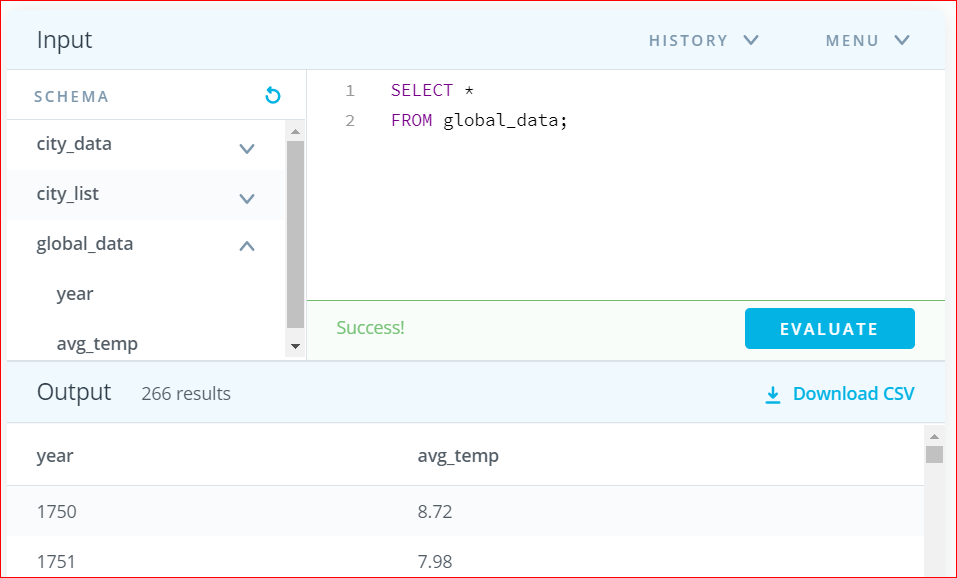 Input
HISTORY
MENU
SCHEMA
city_data
city_list
global_data
year
avg_temp
1 SELECT *
2 FROM global_data;
Success!
EVALUATE
Output 266 results
Download CSV
year avg_temp
1750 8.72
1751 7.98